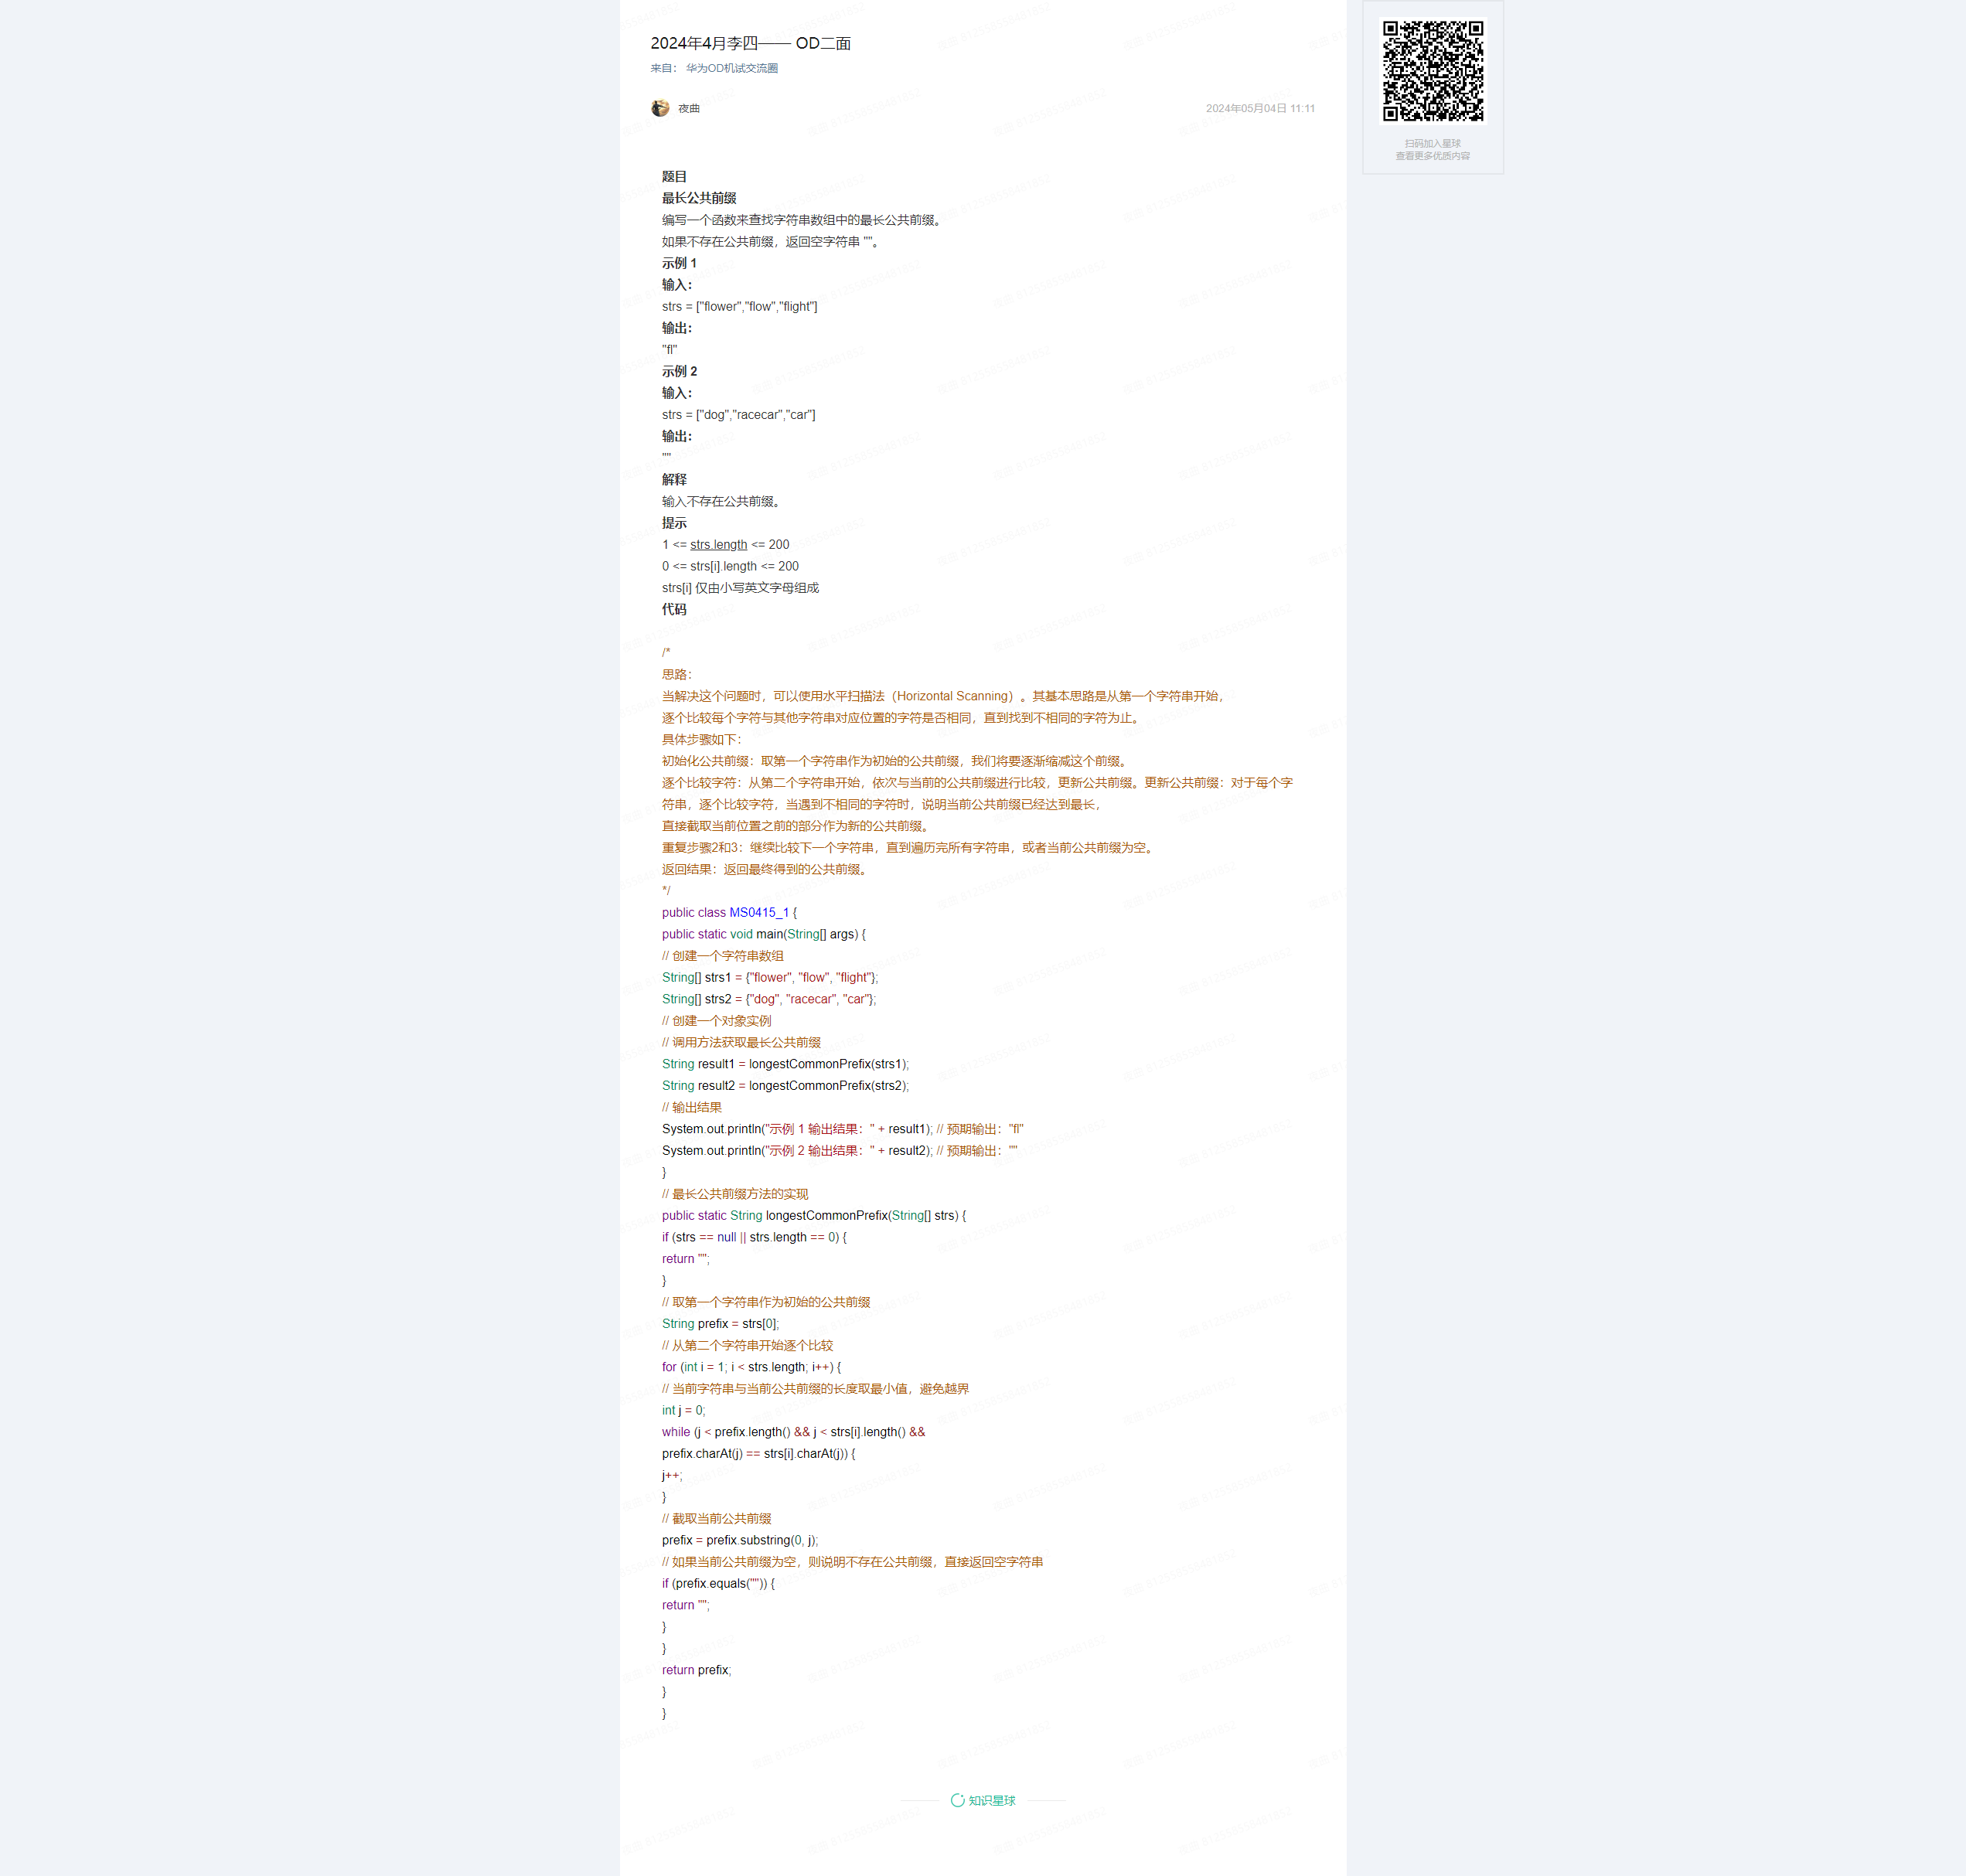 2024年4月李四—— OD二面
来自： 华为OD机试交流圈
夜曲
2024年05月04日 11:11
扫码加入星球
查看更多优质内容
题目
最长公共前缀
编写一个函数来查找字符串数组中的最长公共前缀。
如果不存在公共前缀，返回空字符串 ""。
示例 1
输入：
strs = ["flower","flow","flight"]
输出：
"fl"
示例 2
输入：
strs = ["dog","racecar","car"]
输出：
""
解释
输入不存在公共前缀。
提示
1 <= strs.length <= 200
0 <= strs[i].length <= 200
strs[i] 仅由小写英文字母组成
代码
/*
思路：
当解决这个问题时，可以使用水平扫描法（Horizontal Scanning）。其基本思路是从第一个字符串开始，
逐个比较每个字符与其他字符串对应位置的字符是否相同，直到找到不相同的字符为止。
具体步骤如下：
初始化公共前缀：取第一个字符串作为初始的公共前缀，我们将要逐渐缩减这个前缀。
逐个比较字符：从第二个字符串开始，依次与当前的公共前缀进行比较，更新公共前缀。更新公共前缀：对于每个字
符串，逐个比较字符，当遇到不相同的字符时，说明当前公共前缀已经达到最长，
直接截取当前位置之前的部分作为新的公共前缀。
重复步骤2和3：继续比较下一个字符串，直到遍历完所有字符串，或者当前公共前缀为空。
返回结果：返回最终得到的公共前缀。
*/
public class MS0415_1 {
public static void main(String[] args) {
// 创建一个字符串数组
String[] strs1 = {"flower", "flow", "flight"};
String[] strs2 = {"dog", "racecar", "car"};
// 创建一个对象实例
// 调用方法获取最长公共前缀
String result1 = longestCommonPrefix(strs1);
String result2 = longestCommonPrefix(strs2);
// 输出结果
System.out.println("示例 1 输出结果：" + result1); // 预期输出："fl"
System.out.println("示例 2 输出结果：" + result2); // 预期输出：""
}
// 最长公共前缀方法的实现
public static String longestCommonPrefix(String[] strs) {
if (strs == null || strs.length == 0) {
return "";
}
// 取第一个字符串作为初始的公共前缀
String prefix = strs[0];
// 从第二个字符串开始逐个比较
for (int i = 1; i < strs.length; i++) {
// 当前字符串与当前公共前缀的长度取最小值，避免越界
int j = 0;
while (j < prefix.length() && j < strs[i].length() &&
prefix.charAt(j) == strs[i].charAt(j)) {
j++;
}
// 截取当前公共前缀
prefix = prefix.substring(0, j);
// 如果当前公共前缀为空，则说明不存在公共前缀，直接返回空字符串
if (prefix.equals("")) {
return "";
}
}
return prefix;
}
}
知识星球